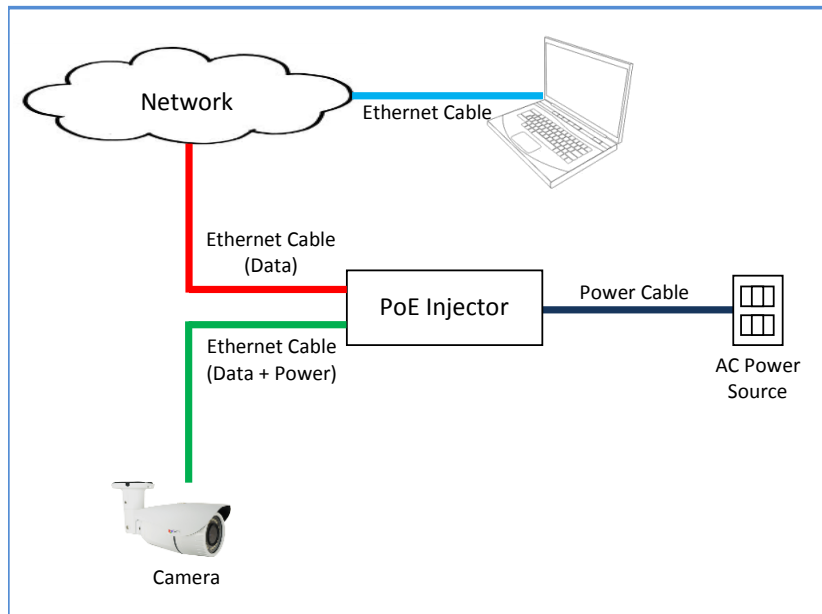 Network
Ethernet Cable
Ethernet Cable
(Data)
PoE Injector
Power Cable
Ethernet Cable
(Data + Power)
AC Power
Source
Camera